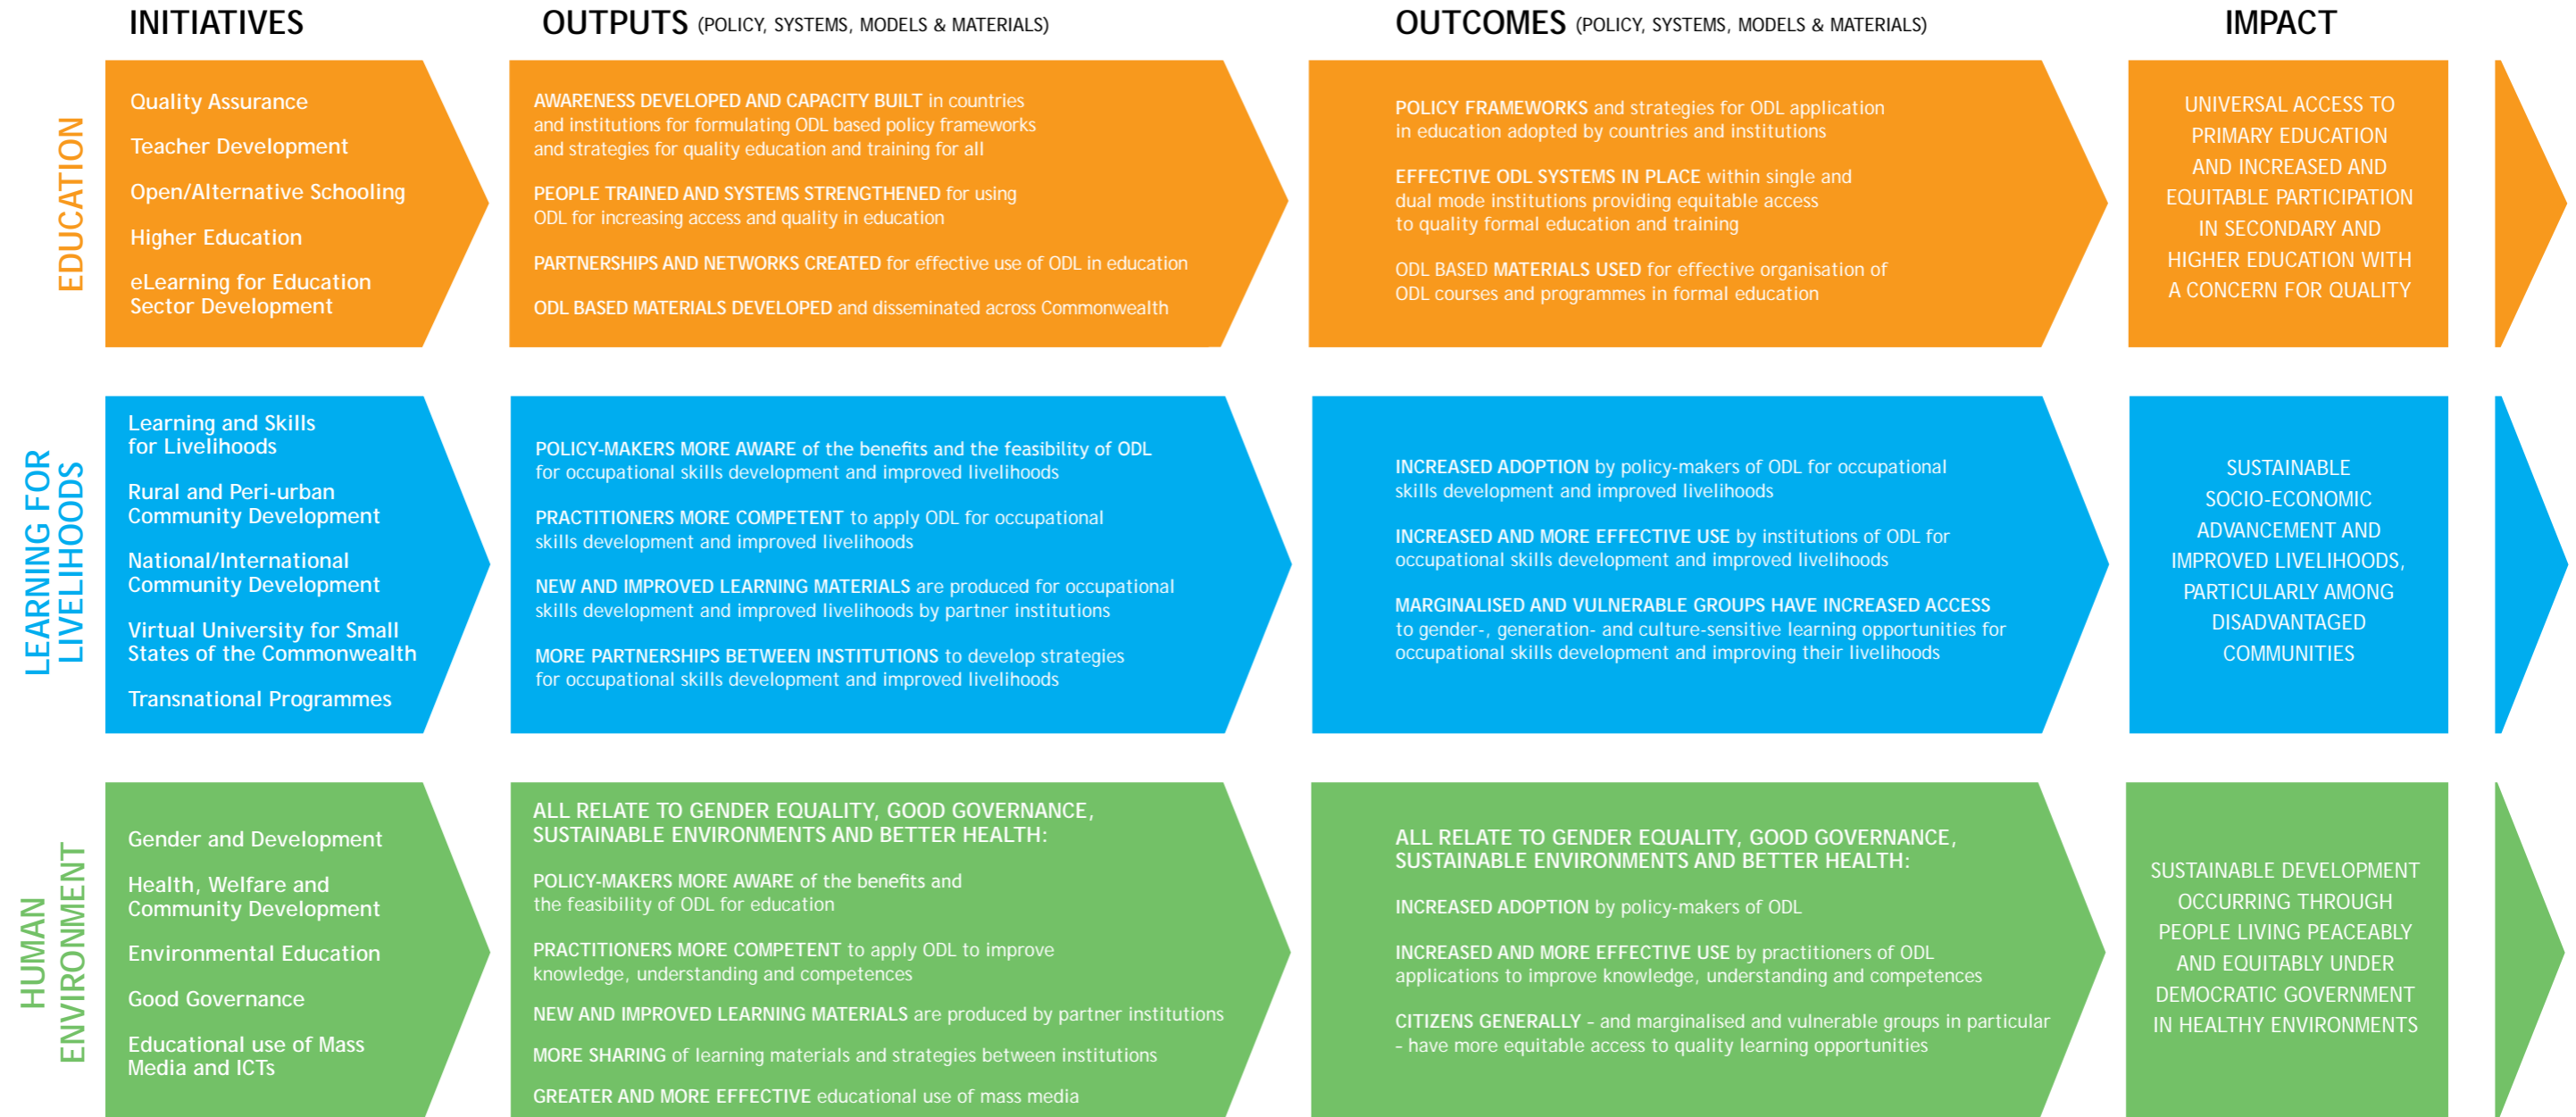 INITIATIVES
OUTPUTS (POLICY, SYSTEMS, MODELS & MATERIALS)
OUTCOMES (POLICY, SYSTEMS, MODELS & MATERIALS)
IMPACT
EDUCATION
Quality Assurance
Teacher Development
Open/Alternative Schooling
Higher Education
eLearning for Education
Sector Development
AWARENESS DEVELOPED AND CAPACITY BUILT in countries
and institutions for formulating ODL based policy frameworks
and strategies for quality education and training for all
PEOPLE TRAINED AND SYSTEMS STRENGTHENED for using
ODL for increasing access and quality in education
PARTNERSHIPS AND NETWORKS CREATED for effective use of ODL in education
ODL BASED MATERIALS DEVELOPED and disseminated across Commonwealth
POLICY FRAMEWORKS and strategies for ODL application
in education adopted by countries and institutions
EFFECTIVE ODL SYSTEMS IN PLACE within single and
dual mode institutions providing equitable access
to quality formal education and training
ODL BASED MATERIALS USED for effective organisation of
ODL courses and programmes in formal education
UNIVERSAL ACCESS TO
PRIMARY EDUCATION
AND INCREASED AND
EQUITABLE PARTICIPATION
IN SECONDARY AND
HIGHER EDUCATION WITH
A CONCERN FOR QUALITY
LEARNING FOR
LIVELIHOODS
Learning and Skills
for Livelihoods
Rural and Peri-urban
Community Development
National/International
Community Development
Virtual University for Small
States of the Commonwealth
Transnational Programmes
POLICY-MAKERS MORE AWARE of the benefits and the feasibility of ODL
for occupational skills development and improved livelihoods
PRACTITIONERS MORE COMPETENT to apply ODL for occupational
skills development and improved livelihoods
NEW AND IMPROVED LEARNING MATERIALS are produced for occupational
skills development and improved livelihoods by partner institutions
MORE PARTNERSHIPS BETWEEN INSTITUTIONS to develop strategies
for occupational skills development and improved livelihoods
INCREASED ADOPTION by policy-makers of ODL for occupational
skills development and improved livelihoods
INCREASED AND MORE EFFECTIVE USE by institutions of ODL for
occupational skills development and improved livelihoods
MARGINALISED AND VULNERABLE GROUPS HAVE INCREASED ACCESS
to gender-, generation- and culture-sensitive learning opportunities for
occupational skills development and improving their livelihoods
SUSTAINABLE
SOCIO-ECONOMIC
ADVANCEMENT AND
IMPROVED LIVELIHOODS,
PARTICULARLY AMONG
DISADVANTAGED
COMMUNITIES
HUMAN
ENVIRONMENT
Gender and Development
Health, Welfare and
Community Development
Environmental Education
Good Governance
Educational use of Mass
Media and ICTs
ALL RELATE TO GENDER EQUALITY, GOOD GOVERNANCE,
SUSTAINABLE ENVIRONMENTS AND BETTER HEALTH:
POLICY-MAKERS MORE AWARE of the benefits and
the feasibility of ODL for education
PRACTITIONERS MORE COMPETENT to apply ODL to improve
knowledge, understanding and competences
NEW AND IMPROVED LEARNING MATERIALS are produced by partner institutions
MORE SHARING of learning materials and strategies between institutions
GREATER AND MORE EFFECTIVE educational use of mass media
ALL RELATE TO GENDER EQUALITY, GOOD GOVERNANCE,
SUSTAINABLE ENVIRONMENTS AND BETTER HEALTH:
INCREASED ADOPTION by policy-makers of ODL
INCREASED AND MORE EFFECTIVE USE by practitioners of ODL
applications to improve knowledge, understanding and competences
CITIZENS GENERALLY - and marginalised and vulnerable groups in particular
- have more equitable access to quality learning opportunities
SUSTAINABLE DEVELOPMENT
OCCURRING THROUGH
PEOPLE LIVING PEACEABLY
AND EQUITABLY UNDER
DEMOCRATIC GOVERNMENT
IN HEALTHY ENVIRONMENTS